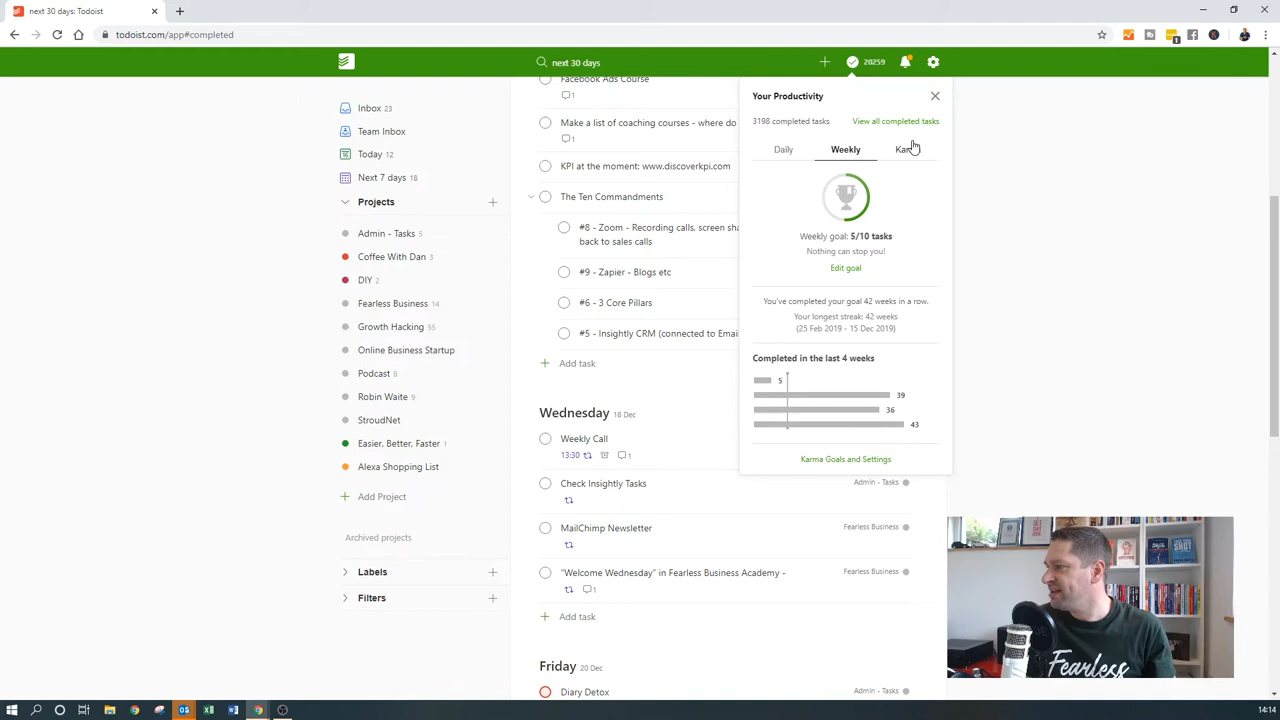 next 30 days: Todoist
todoist.com/app#completed
next 30 days
20259
Inbox 23
Team Inbox
Today 12
Next 7 days 18
Projects
Admin - Tasks 5
Coffee With Dan 3
DIY 2
Fearless Business 14
Growth Hacking 55
Online Business Startup
Podcast 8
Robin Waite 9
StroudNet
Easier, Better, Faster 1
Alexa Shopping List
Add Project
Archived projects
Labels
Filters
Facebook Ads Course
1
Make a list of coaching courses - where do
1
KPI at the moment: www.discoverkpi.com
The Ten Commandments
#8 - Zoom - Recording calls, screen sha
back to sales calls
#9 - Zapier - Blogs etc
#6 - 3 Core Pillars
#5 - Insightly CRM (connected to Emai
Add task
Wednesday 18 Dec
Weekly Call
13:30
1
Check Insightly Tasks
Admin - Tasks
MailChimp Newsletter
Fearless Business
"Welcome Wednesday" in Fearless Business Academy -
Fearless Business
1
Add task
Friday 20 Dec
Diary Detox
Admin - Tasks
Your Productivity
3198 completed tasks
View all completed tasks
Daily
Weekly
Kar
Weekly goal: 5/10 tasks
Nothing can stop you!
Edit goal
You've completed your goal 42 weeks in a row.
Your longest streak: 42 weeks
(25 Feb 2019 - 15 Dec 2019)
Completed in the last 4 weeks
5
39
36
43
Karma Goals and Settings
Fearless
14:14